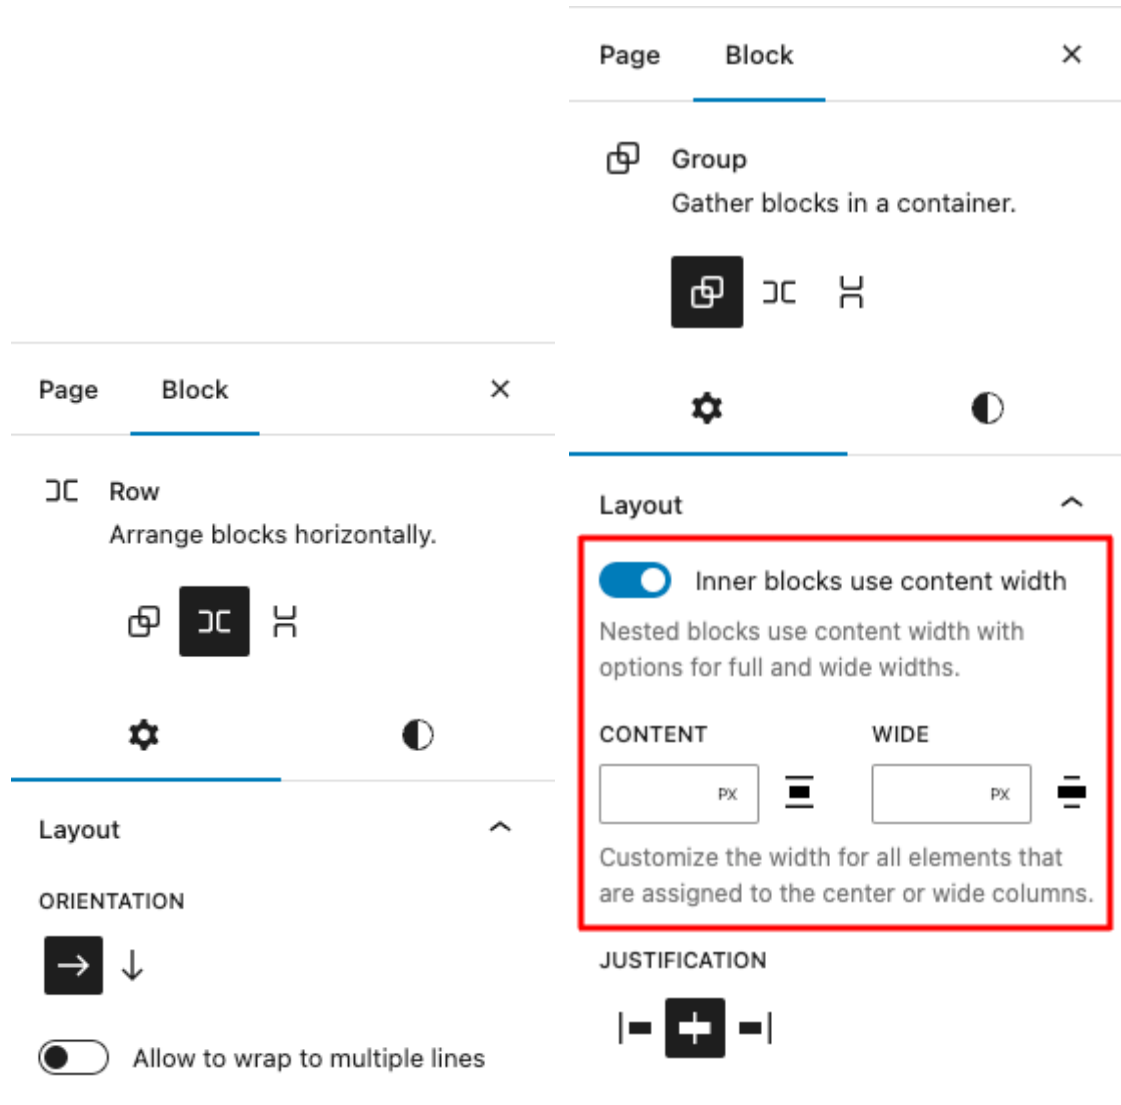 Page Block
Row
Arrange blocks horizontally.
Layout
ORIENTATION
Allow to wrap to multiple lines
Page Block
Group
Gather blocks in a container.
Layout
Inner blocks use content width
Nested blocks use content width with
options for full and wide widths.
CONTENT WIDE
PX PX
Customize the width for all elements that
are assigned to the center or wide columns.
JUSTIFICATION